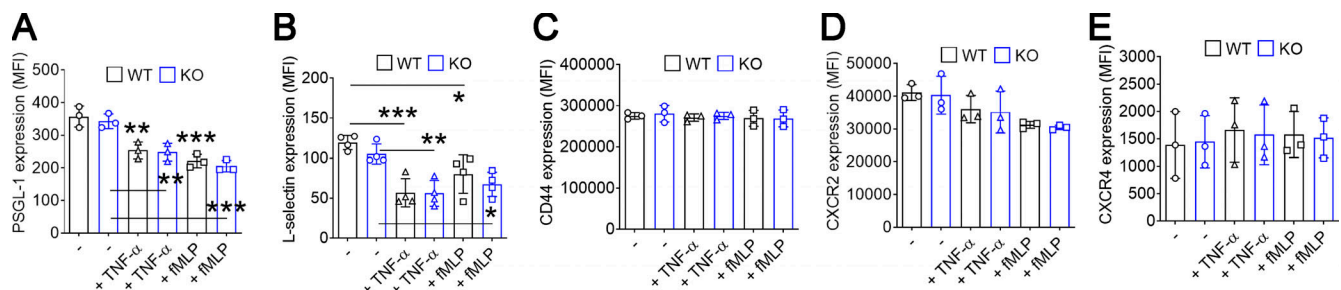 A
PSGL-1 expression (MFI)
WT KO
500
400
300
200
100
0
** *** ** ***
- - + TNF-α + TNF-α + fMLP + fMLP
B
L-selectin expression (MFI)
WT KO
200
150
100
50
0
* *** ** *
- - + TNF-α + TNF-α + fMLP + fMLP
C
CD44 expression (MFI)
WT KO
400000
300000
200000
100000
0
- - + TNF-α + TNF-α + fMLP + fMLP
D
CXCR2 expression (MFI)
WT KO
50000
40000
30000
20000
10000
0
- - + TNF-α + TNF-α + fMLP + fMLP
E
CXCR4 expression (MFI)
WT KO
3000
2500
2000
1500
1000
500
0
- - + TNF-α + TNF-α + fMLP + fMLP